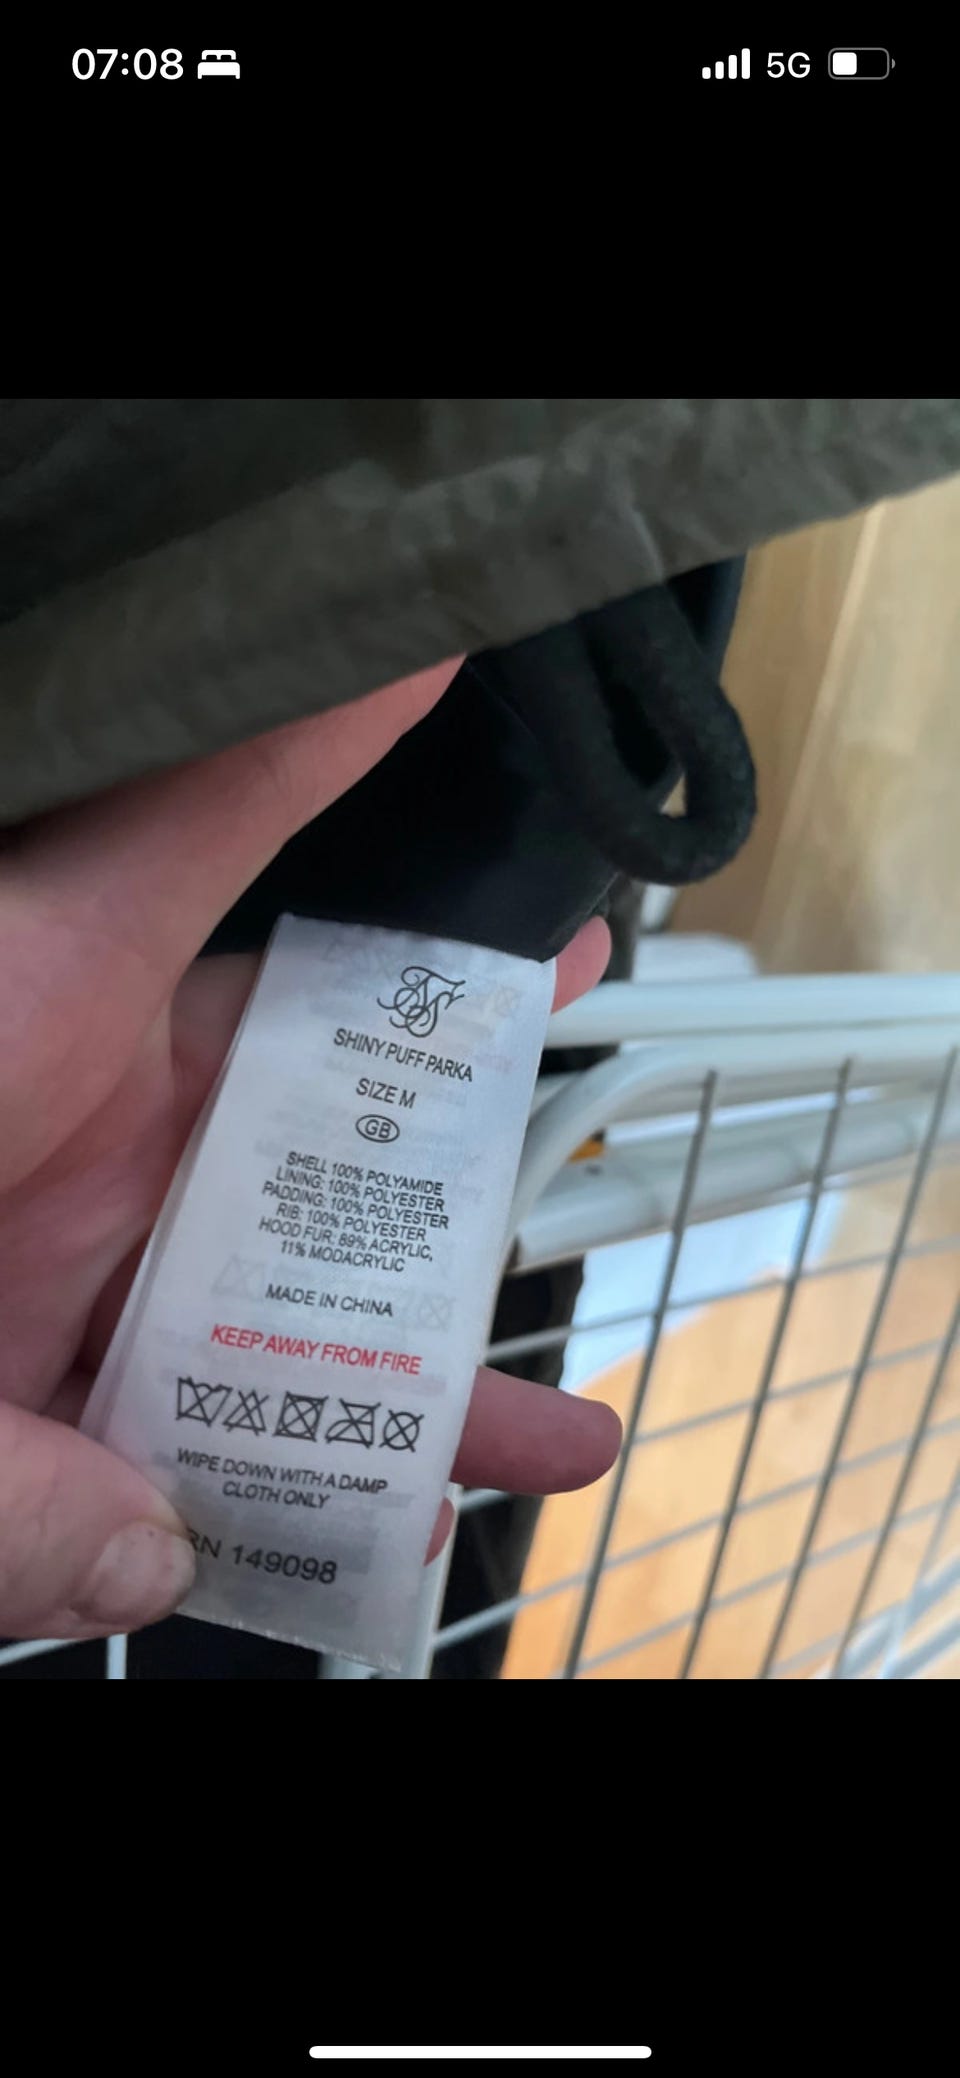 07:08
5G
SHINY PUFF PARKA
SIZE M
GB
SHELL 100% POLYAMIDE
LINING: 100% POLYESTER
PADDING: 100% POLYESTER
RIB: 100% POLYESTER
HOOD FUR: 89% ACRYLIC,
11% MODACRYLIC
MADE IN CHINA
KEEP AWAY FROM FIRE
WIPE DOWN WITH A DAMP
CLOTH ONLY
RN 149098